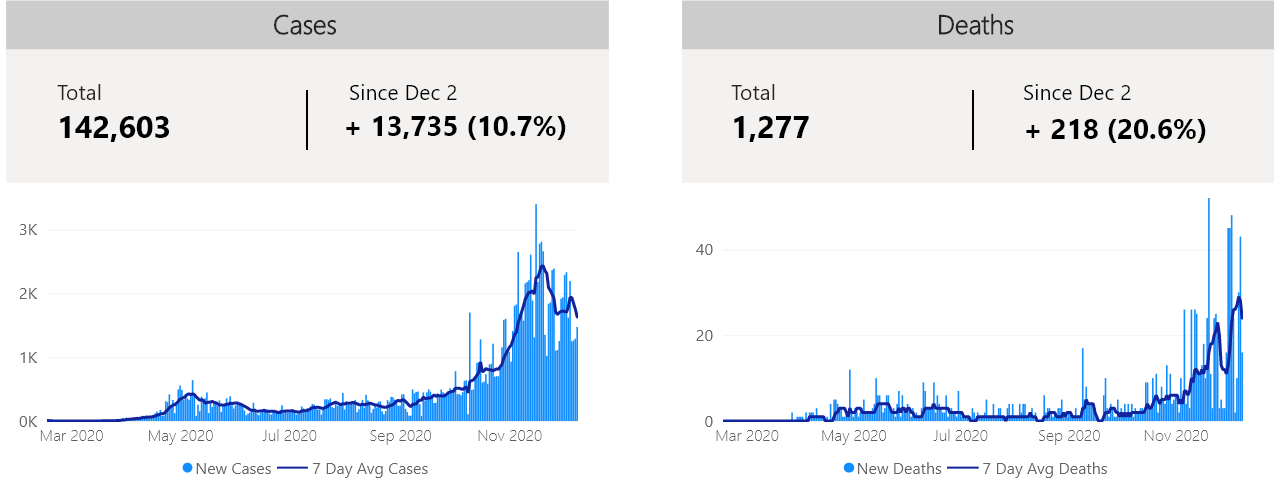 Cases
Total
Since Dec 2
142,603
+ 13,735 (10.7%)
3K
2K
1K
0K
Mar 2020
May 2020
Jul 2020
Sep 2020
Nov 2020
New Cases
7 Day Avg Cases
Deaths
Total
Since Dec 2
1,277
+ 218 (20.6%)
40
20
0
Mar 2020
May 2020
Jul 2020
Sep 2020
Nov 2020
New Deaths
7 Day Avg Deaths